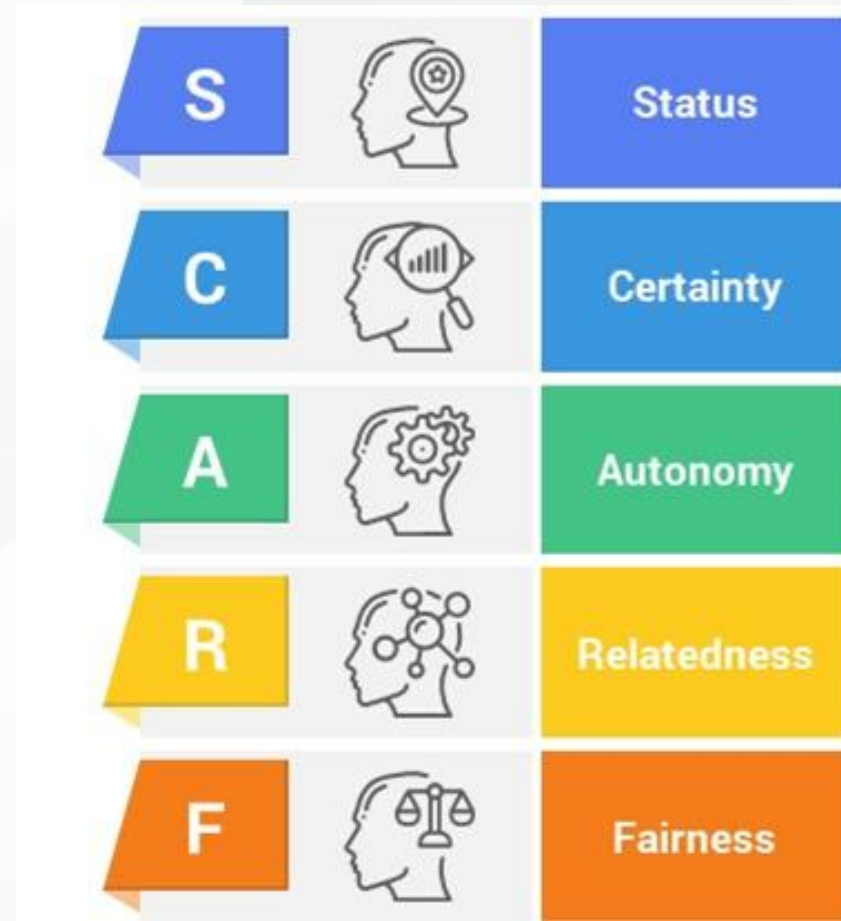 S
Status
C
Certainty
A
Autonomy
R
Relatedness
F
Fairness